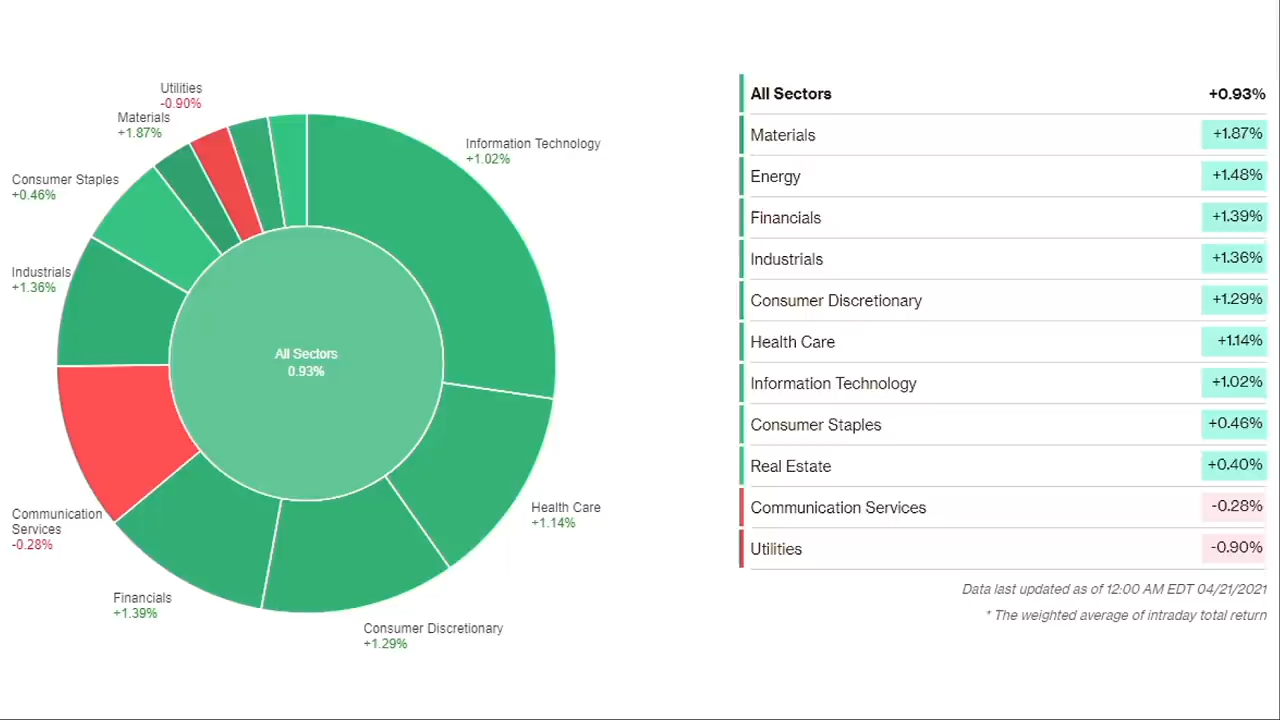 Utilities
-0.90%
Materials
+1.87%
Information Technology
+1.02%
Consumer Staples
+0.46%
Industrials
+1.36%
All Sectors
0.93%
Health Care
+1.14%
Communication
Services
-0.28%
Financials
+1.39%
Consumer Discretionary
+1.29%
All Sectors +0.93%
Materials +1.87%
Energy +1.48%
Financials +1.39%
Industrials +1.36%
Consumer Discretionary +1.29%
Health Care +1.14%
Information Technology +1.02%
Consumer Staples +0.46%
Real Estate +0.40%
Communication Services -0.28%
Utilities -0.90%
Data last updated as of 12:00 AM EDT 04/21/2021
* The weighted average of intraday total return